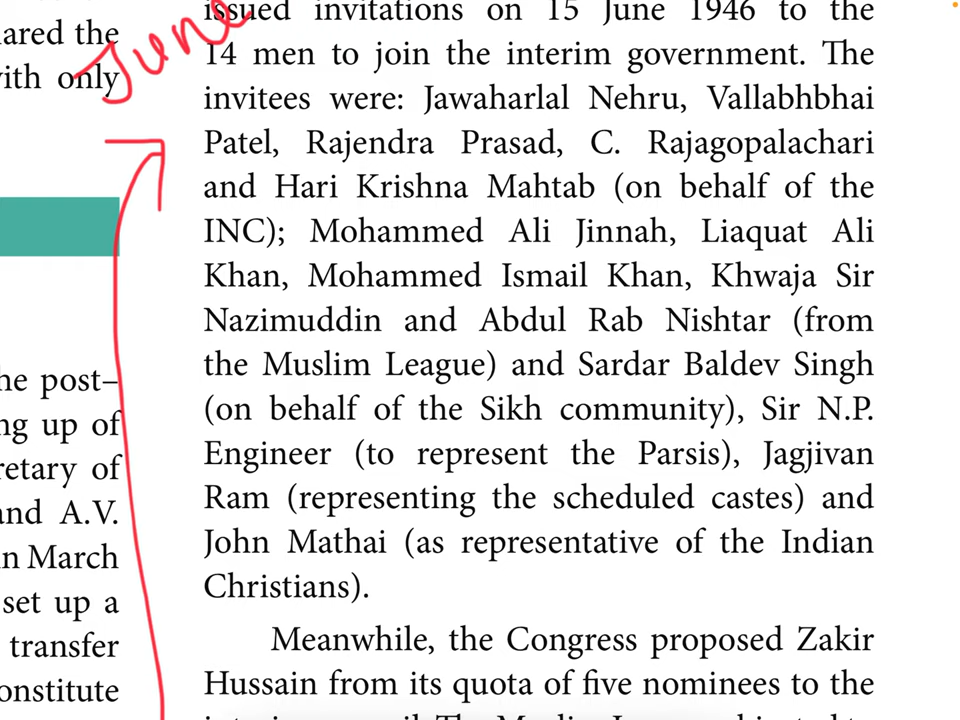 hared the
with only
he post–
ng up of
retary of
and A.V.
in March
set up a
transfer
onstitute
June
issued invitations on 15 June 1946 to the
14 men to join the interim government. The
invitees were: Jawaharlal Nehru, Vallabhbhai
Patel, Rajendra Prasad, C. Rajagopalachari
and Hari Krishna Mahtab (on behalf of the
INC); Mohammed Ali Jinnah, Liaquat Ali
Khan, Mohammed Ismail Khan, Khwaja Sir
Nazimuddin and Abdul Rab Nishtar (from
the Muslim League) and Sardar Baldev Singh
(on behalf of the Sikh community), Sir N.P.
Engineer (to represent the Parsis), Jagjivan
Ram (representing the scheduled castes) and
John Mathai (as representative of the Indian
Christians).
Meanwhile, the Congress proposed Zakir
Hussain from its quota of five nominees to the